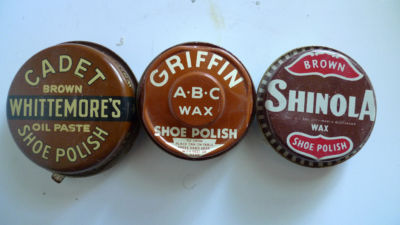 CADET
BROWN
WHITTEMORE'S
OIL PASTE
SHOE POLISH
GRIFFIN
A·B·C
WAX
SHOE POLISH
BROWN
SHINOLA
WAX
SHOE POLISH